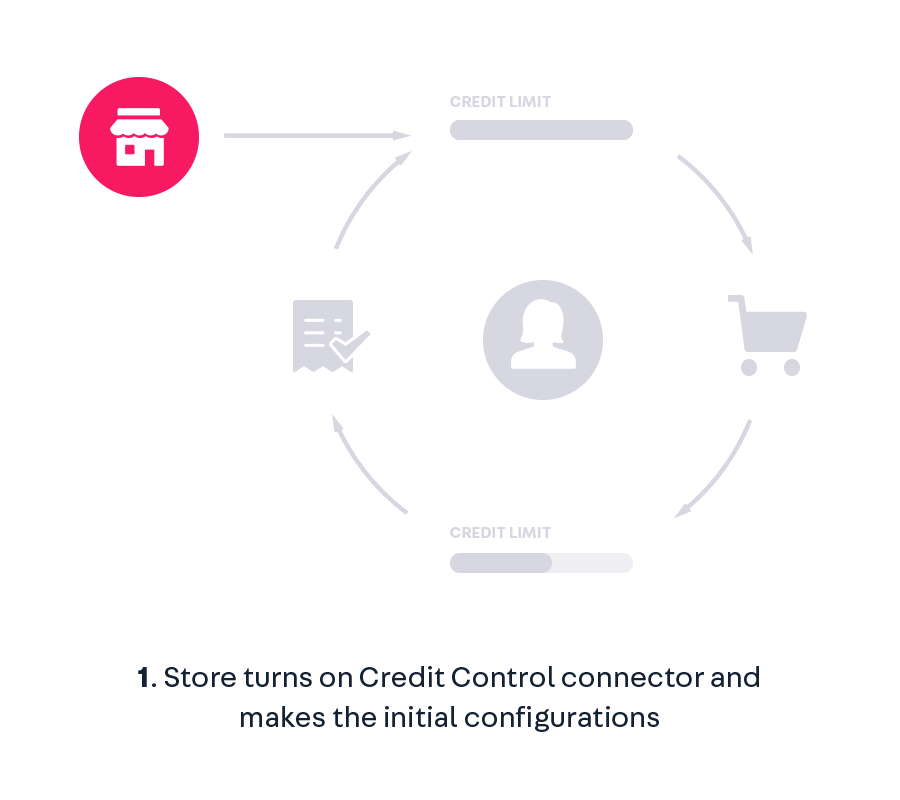 CREDIT LIMIT
CREDIT LIMIT
1. Store turns on Credit Control connector and
makes the initial configurations